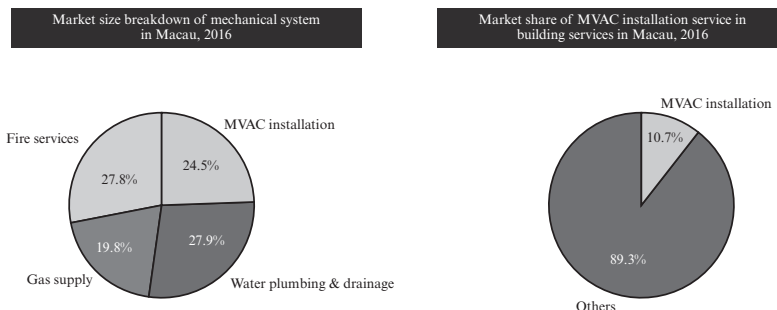 Market size breakdown of mechanical system
in Macau, 2016
Market share of MVAC installation service in
building services in Macau, 2016
Fire services
MVAC installation
27.8%
24.5%
19.8%
27.9%
Gas supply
Water plumbing & drainage
MVAC installation
10.7%
89.3%
Others